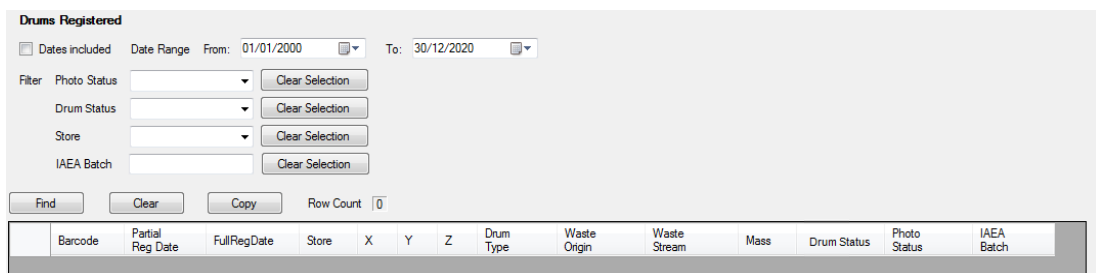 Drums Registered
Dates included Date Range From: 01/01/2000 To: 30/12/2020
Filter Photo Status Clear Selection
Drum Status Clear Selection
Store Clear Selection
IAEA Batch Clear Selection
Find Clear Copy Row Count 0
Barcode Partial Reg Date FullRegDate Store X Y Z Drum Type Waste Origin Waste Stream Mass Drum Status Photo Status IAEA Batch